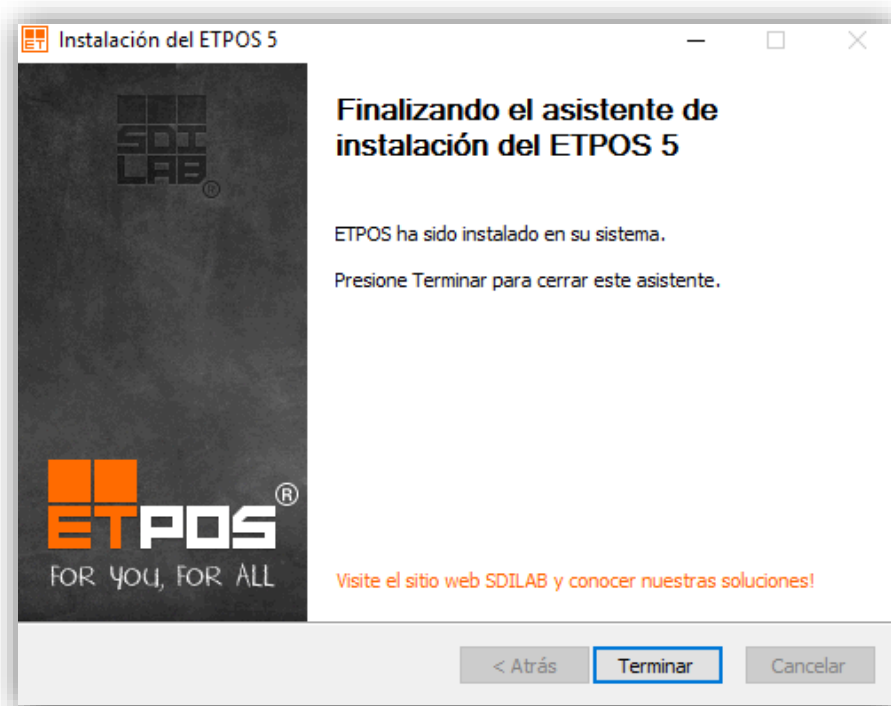 ET
Instalación del ETPOS 5
SDI
LAB®
Finalizando el asistente de
instalación del ETPOS 5
ETPOS ha sido instalado en su sistema.
Presione Terminar para cerrar este asistente.
ETPOS®
FOR YOU, FOR ALL
Visite el sitio web SDILAB y conocer nuestras soluciones!
< Atrás
Terminar
Cancelar